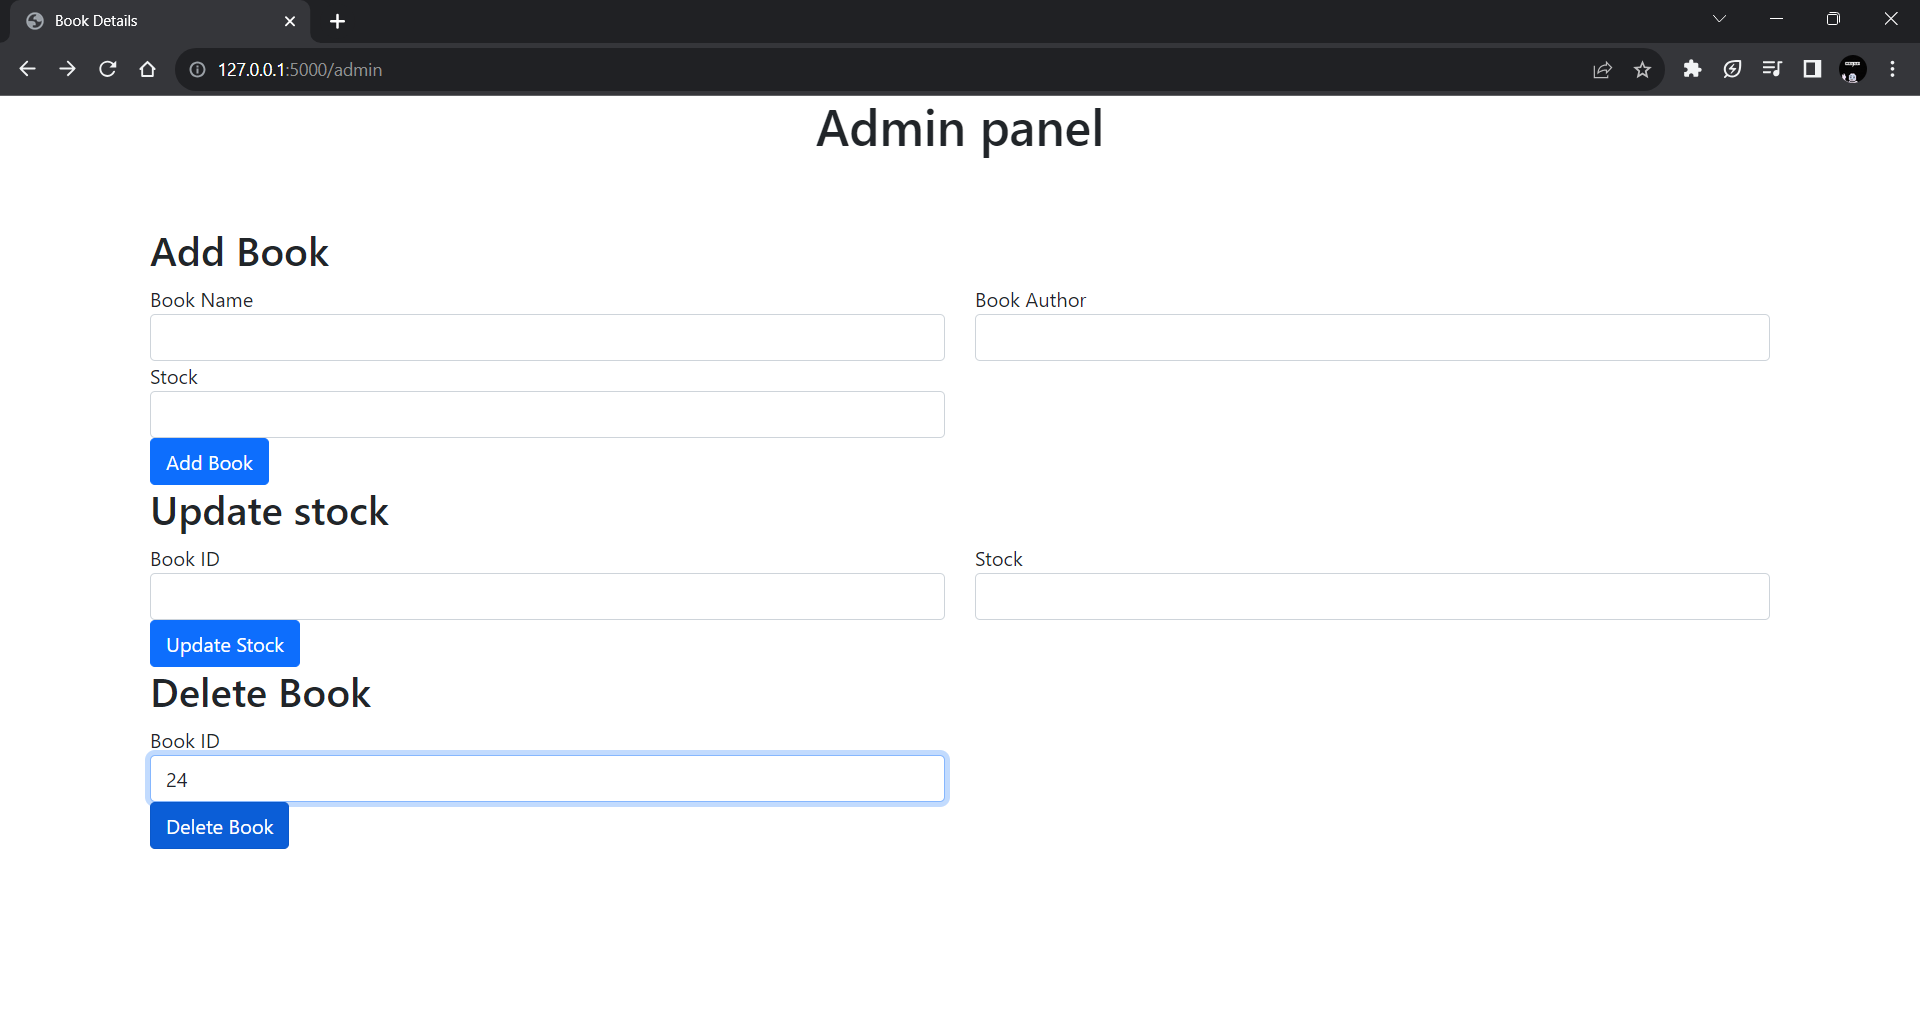 Book Details
127.0.0.1:5000/admin
Admin panel
Add Book
Book Name
Book Author
Stock
Add Book
Update stock
Book ID
Stock
Update Stock
Delete Book
Book ID
24
Delete Book